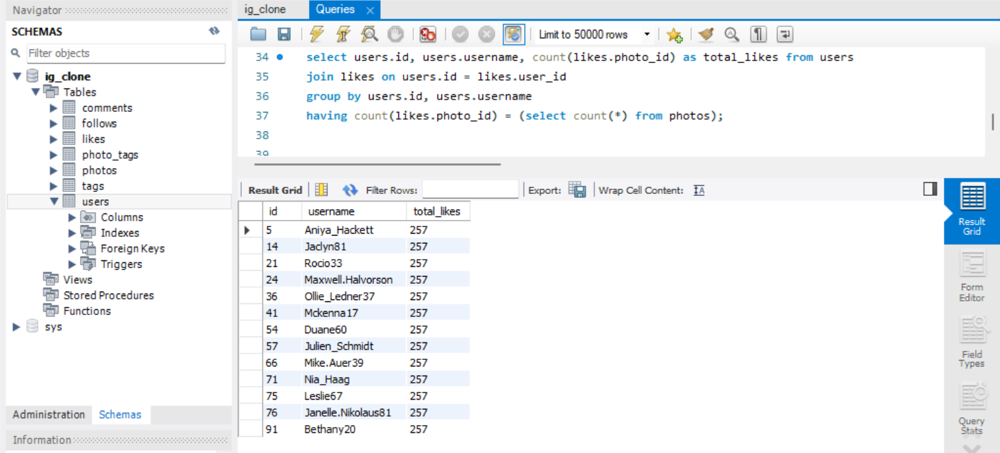 Navigator
SCHEMAS
Filter objects
ig_clone
Tables
comments
follows
likes
photo_tags
photos
tags
users
Columns
Indexes
Foreign Keys
Triggers
Views
Stored Procedures
Functions
sys
Administration Schemas
Information
ig_clone Queries
Limit to 50000 rows
34 select users.id, users.username, count(likes.photo_id) as total_likes from users
35 join likes on users.id = likes.user_id
36 group by users.id, users.username
37 having count(likes.photo_id) = (select count(*) from photos);
38
39
Result Grid Filter Rows: Export: Wrap Cell Content:
id username total_likes
5 Aniya_Hackett 257
14 Jaclyn81 257
21 Rocio33 257
24 Maxwell.Halvorson 257
36 Ollie_Ledner37 257
41 Mckenna17 257
54 Duane60 257
57 Julien_Schmidt 257
66 Mike.Auer39 257
71 Nia_Haag 257
75 Leslie67 257
76 Janelle.Nikolaus81 257
91 Bethany20 257
Result
Grid
Form
Editor
Field
Types
Query
Stats